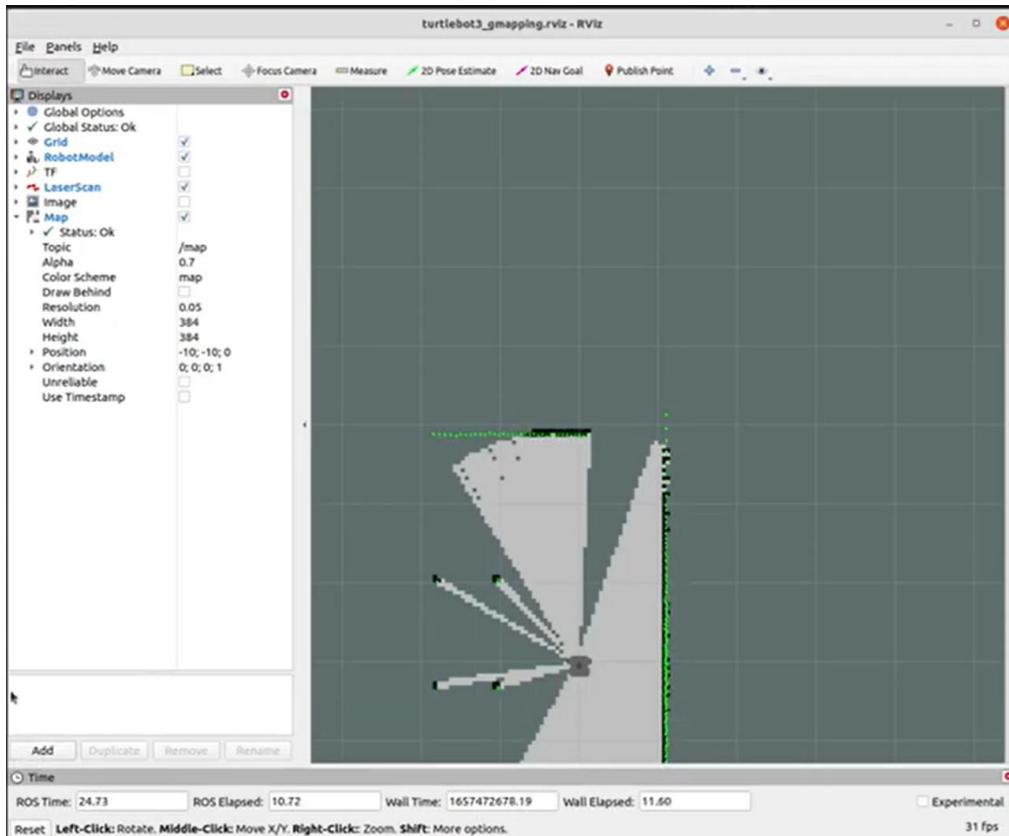 turtlebot3_gmapping.rviz - RViz
File Panels Help
Interact Move Camera Select Focus Camera Measure 2D Pose Estimate 2D Nav Goal Publish Point
Displays
Global Options
Global Status: Ok
Grid
RobotModel
TF
LaserScan
Image
Map
Status: Ok
Topic /map
Alpha 0.7
Color Scheme map
Draw Behind
Resolution 0.05
Width 384
Height 384
Position -10; -10; 0
Orientation 0; 0; 0; 1
Unreliable
Use Timestamp
Add Duplicate Remove Rename
Time
ROS Time: 24.73 ROS Elapsed: 10.72 Wall Time: 1657472678.19 Wall Elapsed: 11.60 Experimental
Reset Left-Click: Rotate. Middle-Click: Move X/Y. Right-Click: Zoom. Shift: More options. 31 fps